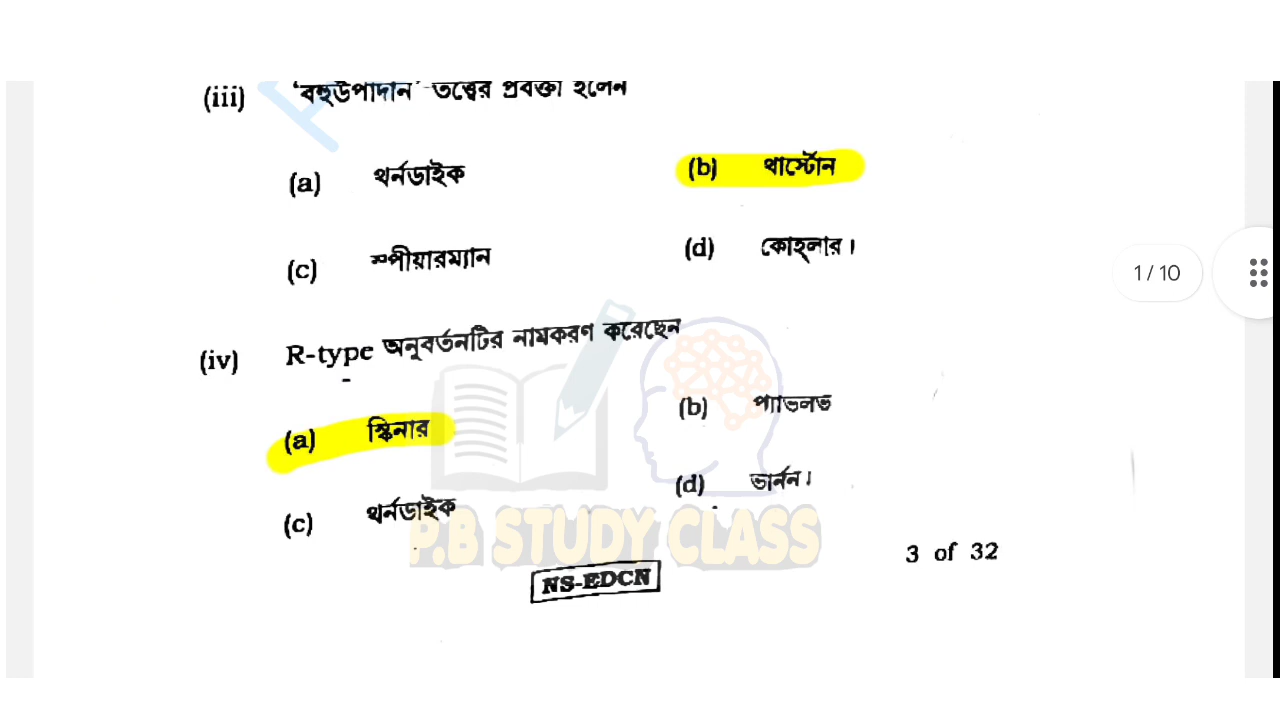 (iii) 'বহুউপাদান' তত্ত্বের প্রবক্তা হলেন
(a) থর্নডাইক (b) থার্স্টোন
(c) স্পীয়ারম্যান (d) কোহ্লার।
1 / 10
(iv) R-type অনুবর্তনটির নামকরণ করেছেন
(a) স্কিনার (b) প্যাভলভ
(c) থর্নডাইক (d) ভার্নন।
P.B STUDY CLASS
3 of 32
NS-EDCN